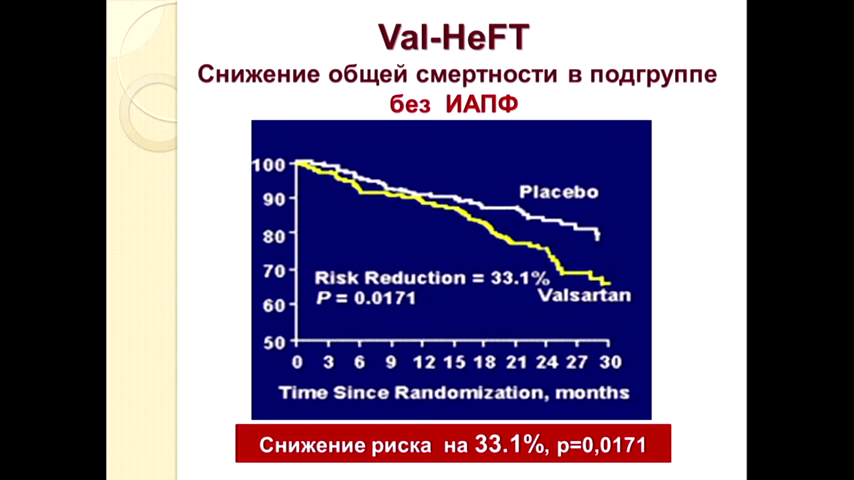 Val-HeFT
Снижение общей смертности в подгруппе
без ИАПФ
100
90
80
70
60
50
Placebo
Risk Reduction = 33.1%
P = 0.0171
Valsartan
0 3 6 9 12 15 18 21 24 27 30
Time Since Randomization, months
Снижение риска на 33.1%, p=0,0171